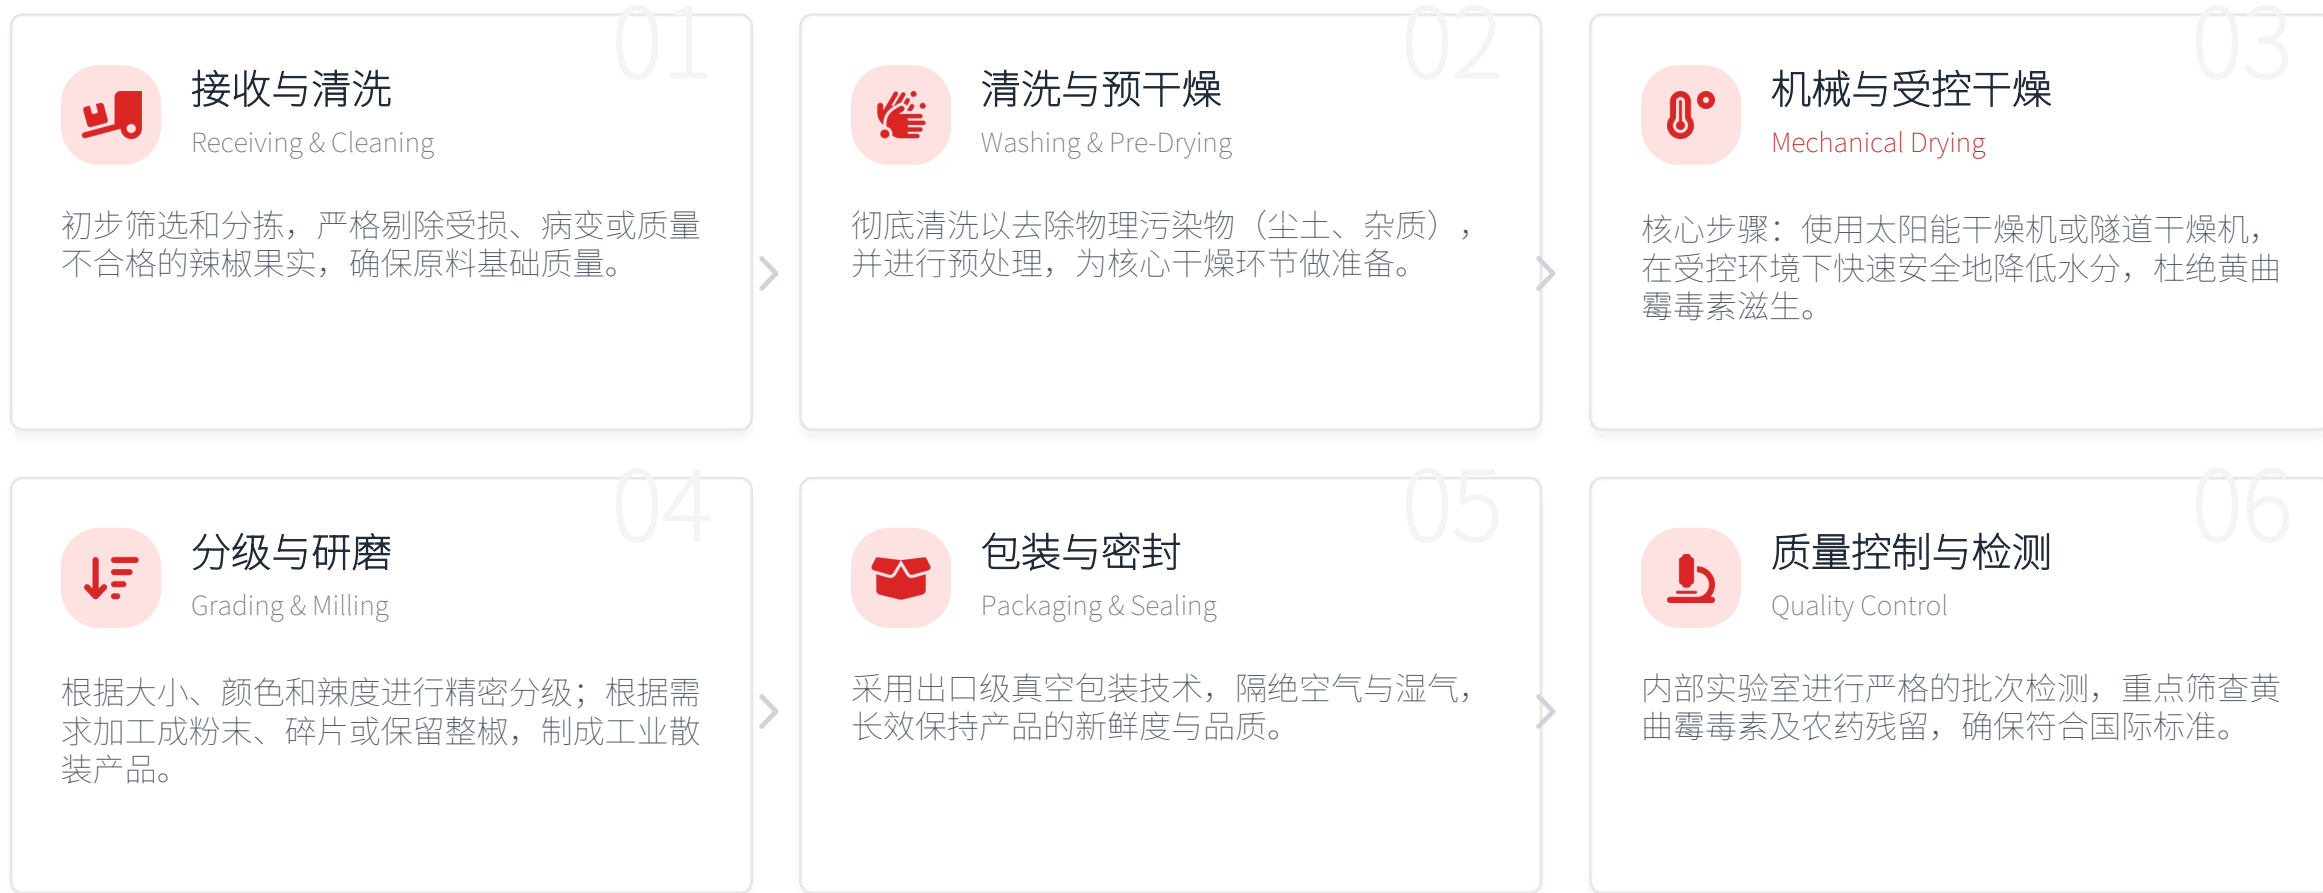 01
接收与清洗
Receiving & Cleaning
初步筛选和分拣，严格剔除受损、病变或质量
不合格的辣椒果实，确保原料基础质量。
02
清洗与预干燥
Washing & Pre-Drying
彻底清洗以去除物理污染物（尘土、杂质），
并进行预处理，为核心干燥环节做准备。
03
机械与受控干燥
Mechanical Drying
核心步骤：使用太阳能干燥机或隧道干燥机，
在受控环境下快速安全地降低水分，杜绝黄曲
霉毒素滋生。
04
分级与研磨
Grading & Milling
根据大小、颜色和辣度进行精密分级；根据需
求加工成粉末、碎片或保留整椒，制成工业散
装产品。
05
包装与密封
Packaging & Sealing
采用出口级真空包装技术，隔绝空气与湿气，
长效保持产品的新鲜度与品质。
06
质量控制与检测
Quality Control
内部实验室进行严格的批次检测，重点筛查黄
曲霉毒素及农药残留，确保符合国际标准。